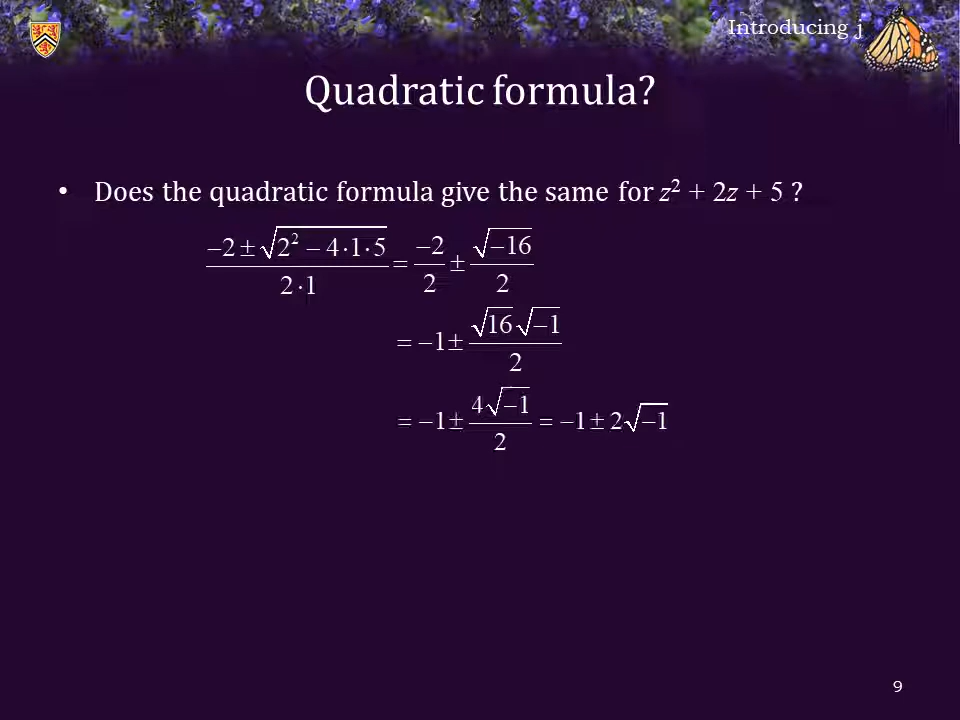 Introducing j
Quadratic formula?
• Does the quadratic formula give the same for z² + 2z + 5 ?
(−2 ± √(2² − 4·1·5)) / (2·1) = −2/2 ± √−16/2
= −1 ± (√16 √−1)/2
= −1 ± (4√−1)/2 = −1 ± 2√−1
9